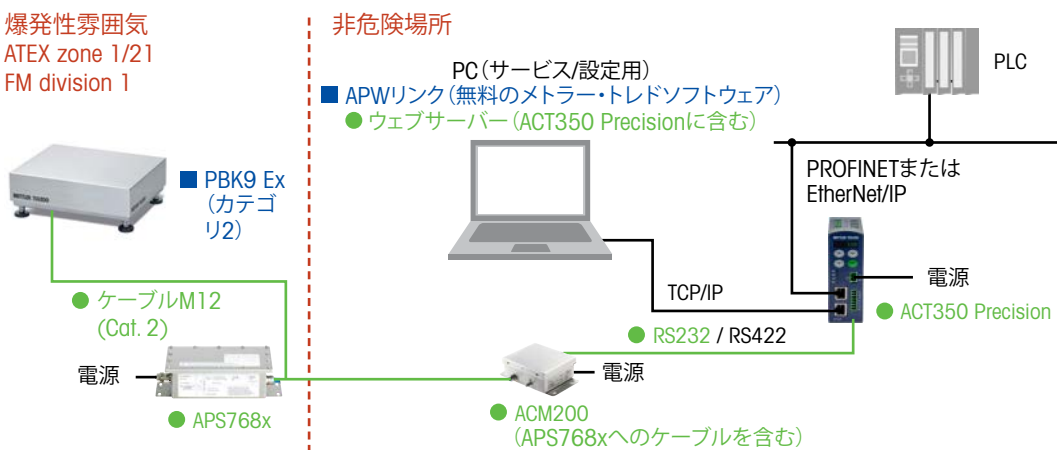 爆発性雰囲気
ATEX zone 1/21
FM division 1
非危険場所
PC（サービス/設定用）
■ APWリンク（無料のメトラー・トレドソフトウェア）
● ウェブサーバー（ACT350 Precisionに含む）
PLC
■ PBK9 Ex
（カテゴ
リ2）
PROFINETまたは
EtherNet/IP
電源
● ACT350 Precision
TCP/IP
● ケーブルM12
(Cat. 2)
● RS232 / RS422
電源
● APS768x
電源
● ACM200
（APS768xへのケーブルを含む）